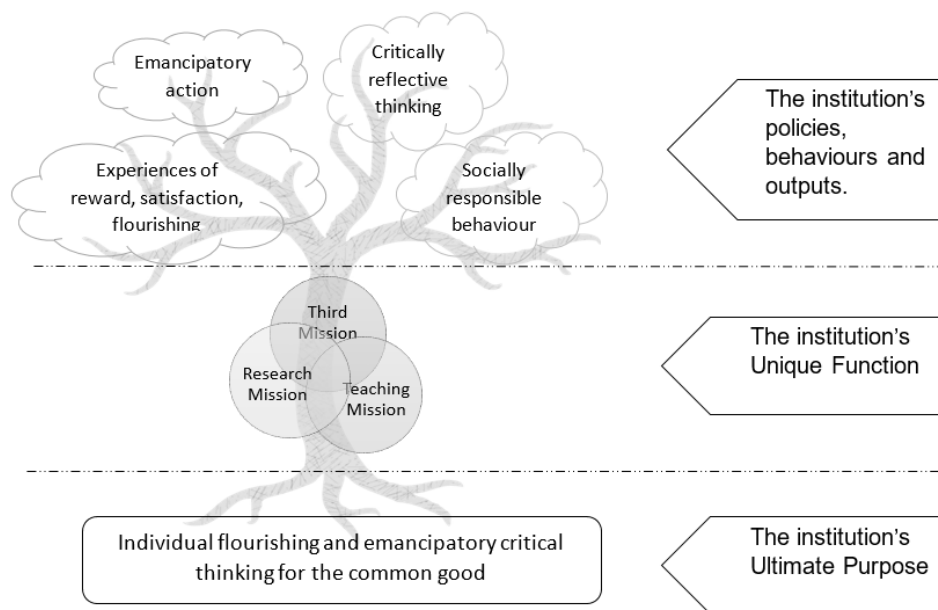 Emancipatory
action
Critically
reflective
thinking
Experiences of
reward, satisfaction,
flourishing
Socially
responsible
behaviour
The institution's
policies,
behaviours and
outputs.
Third
Mission
Research
Mission
Teaching
Mission
The institution's
Unique Function
Individual flourishing and emancipatory critical
thinking for the common good
The institution's
Ultimate Purpose